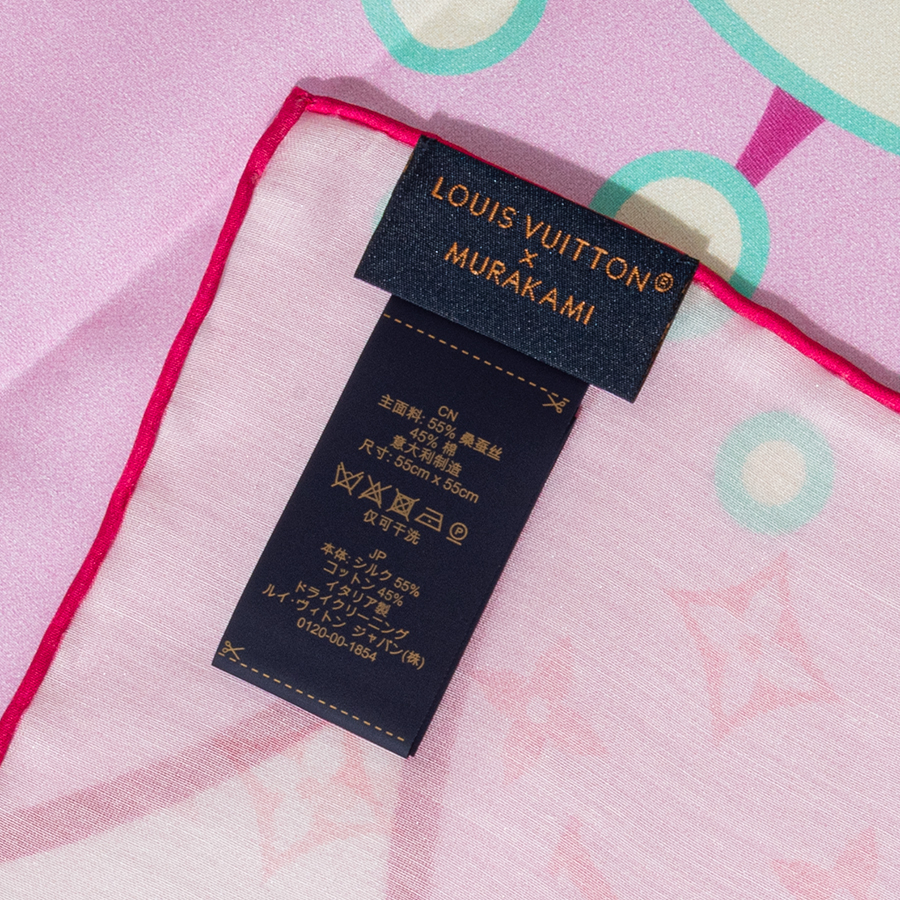 LOUIS VUITTON®
x
MURAKAMI
CN
主面料: 55% 桑蚕丝
45% 棉
意大利制造
尺寸: 55cm x 55cm
P
仅可干洗
JP
本体: シルク 55%
コットン 45%
イタリア製
ドライクリーニング
ルイ・ヴィトン ジャパン(株)
0120-00-1854